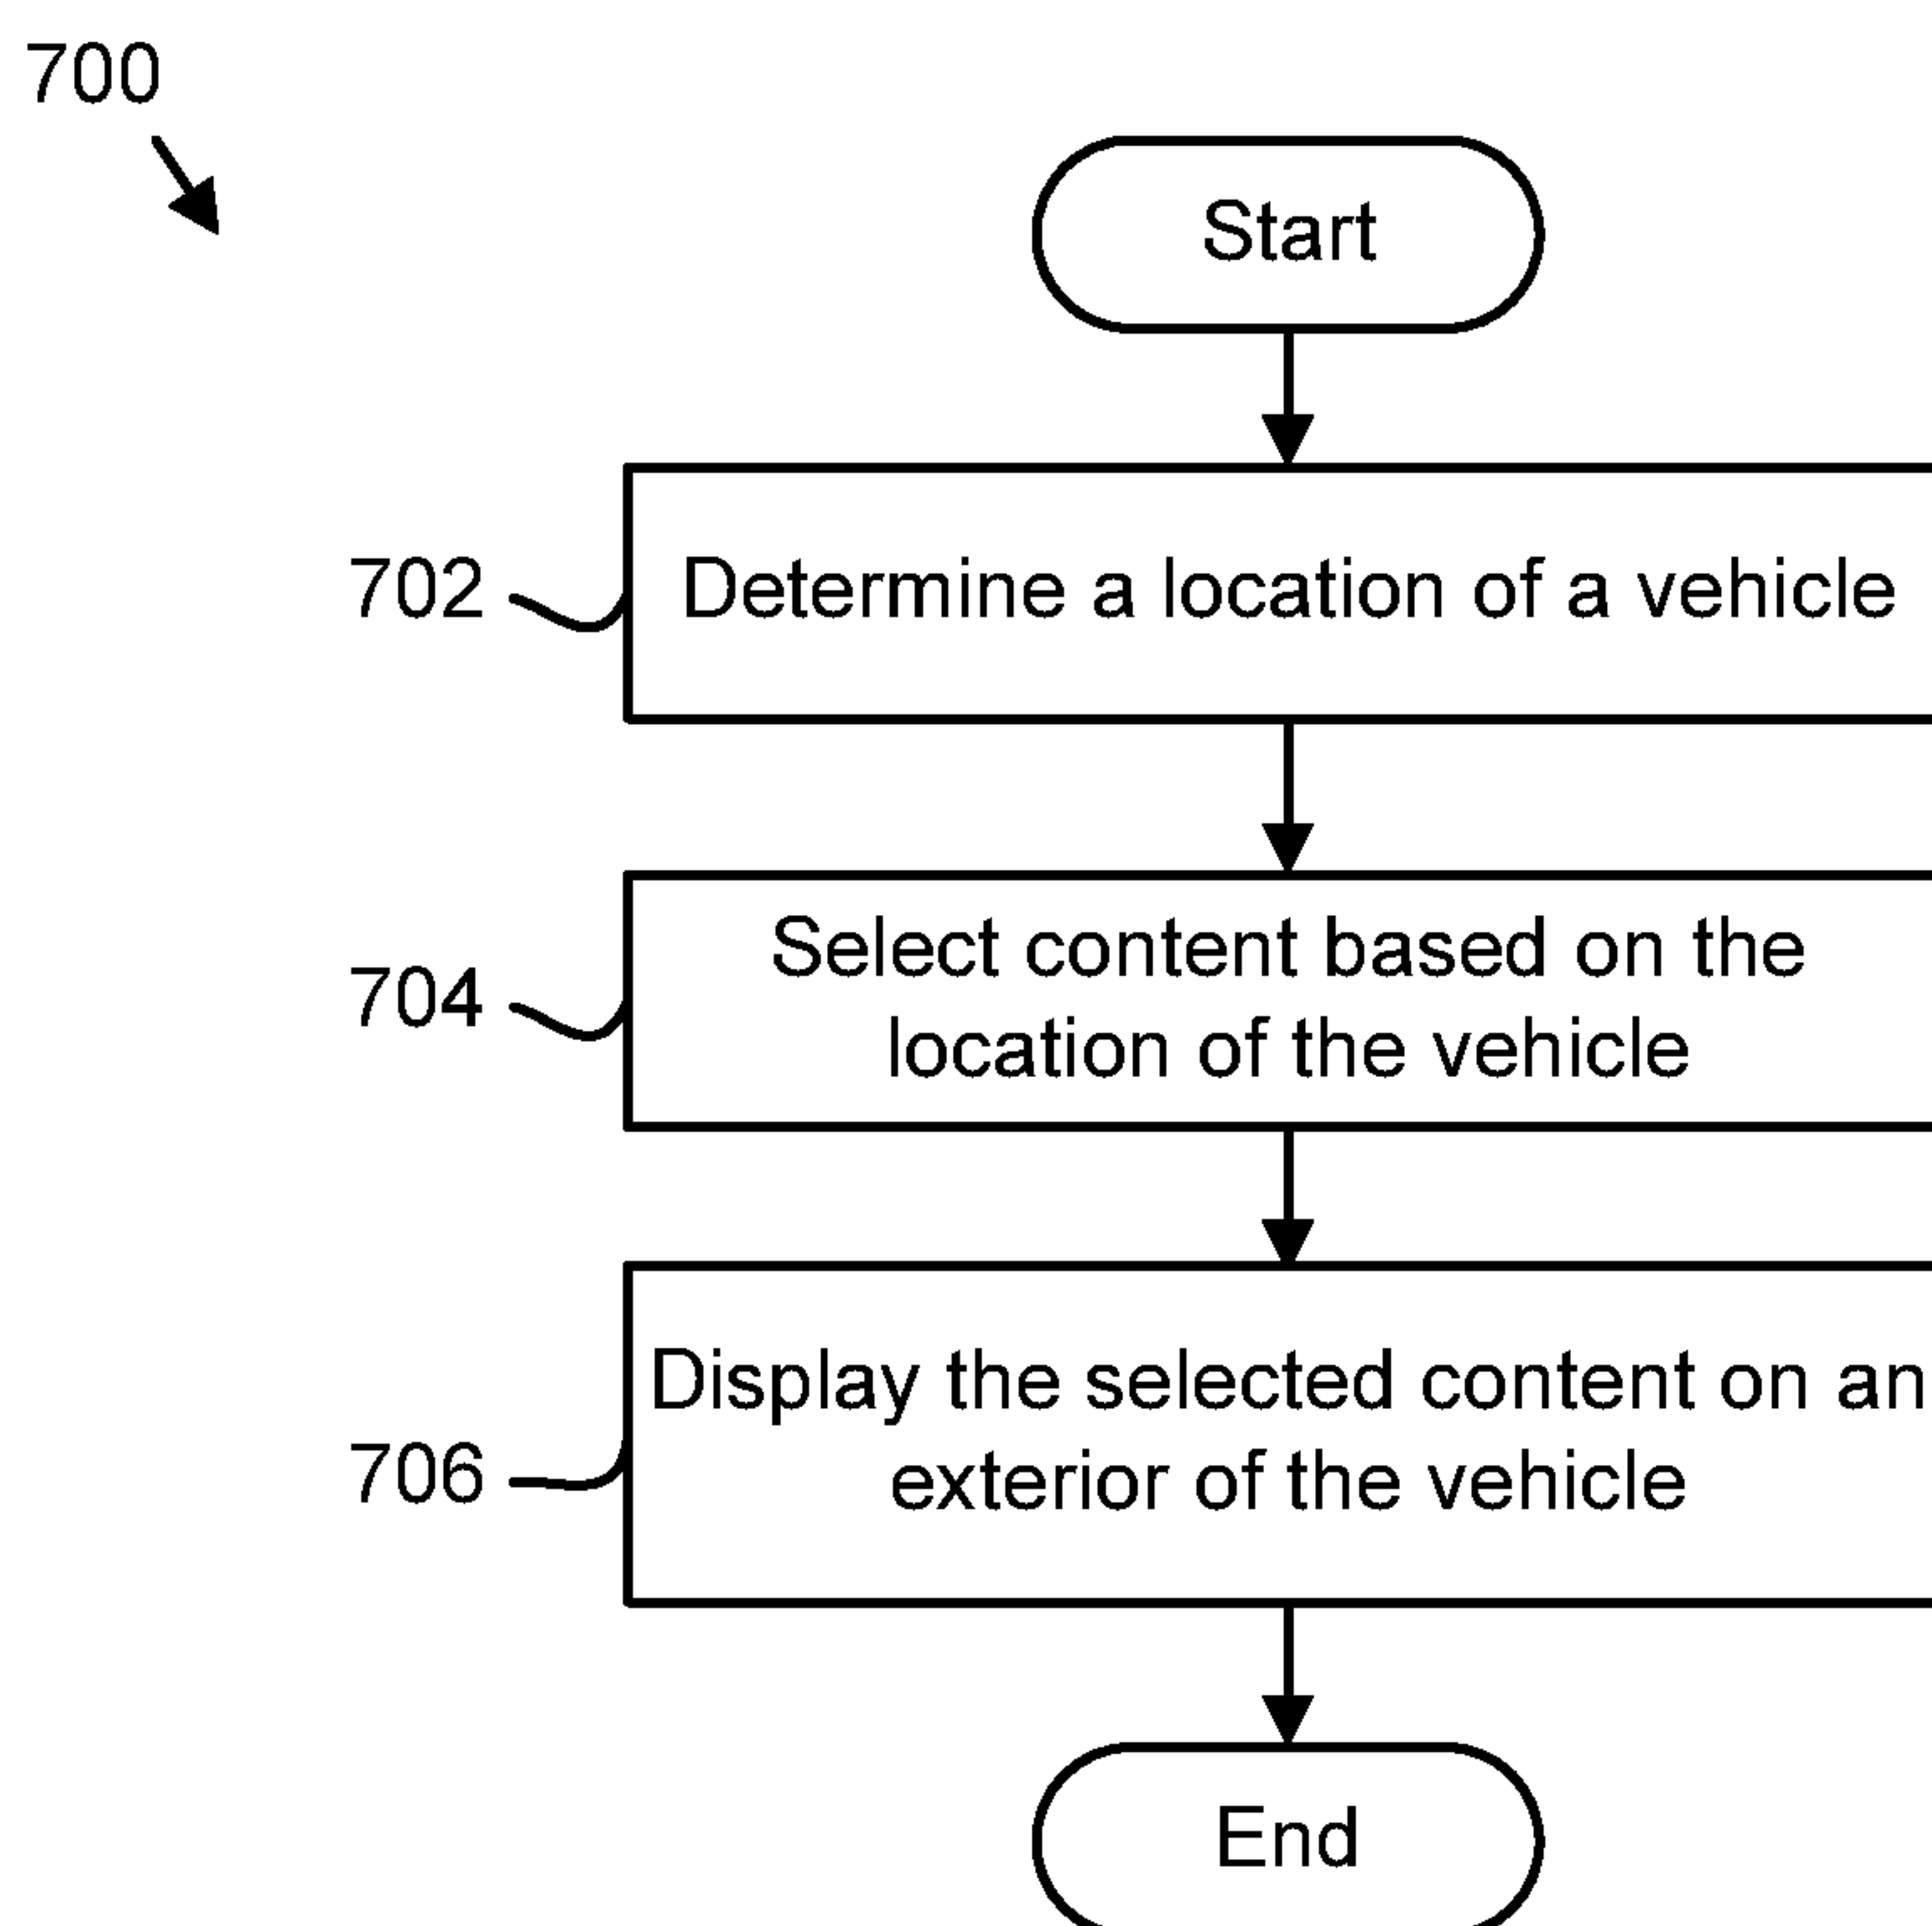 700
Start
702
Determine a location of a vehicle
704
Select content based on the
location of the vehicle
706
Display the selected content on an
exterior of the vehicle
End